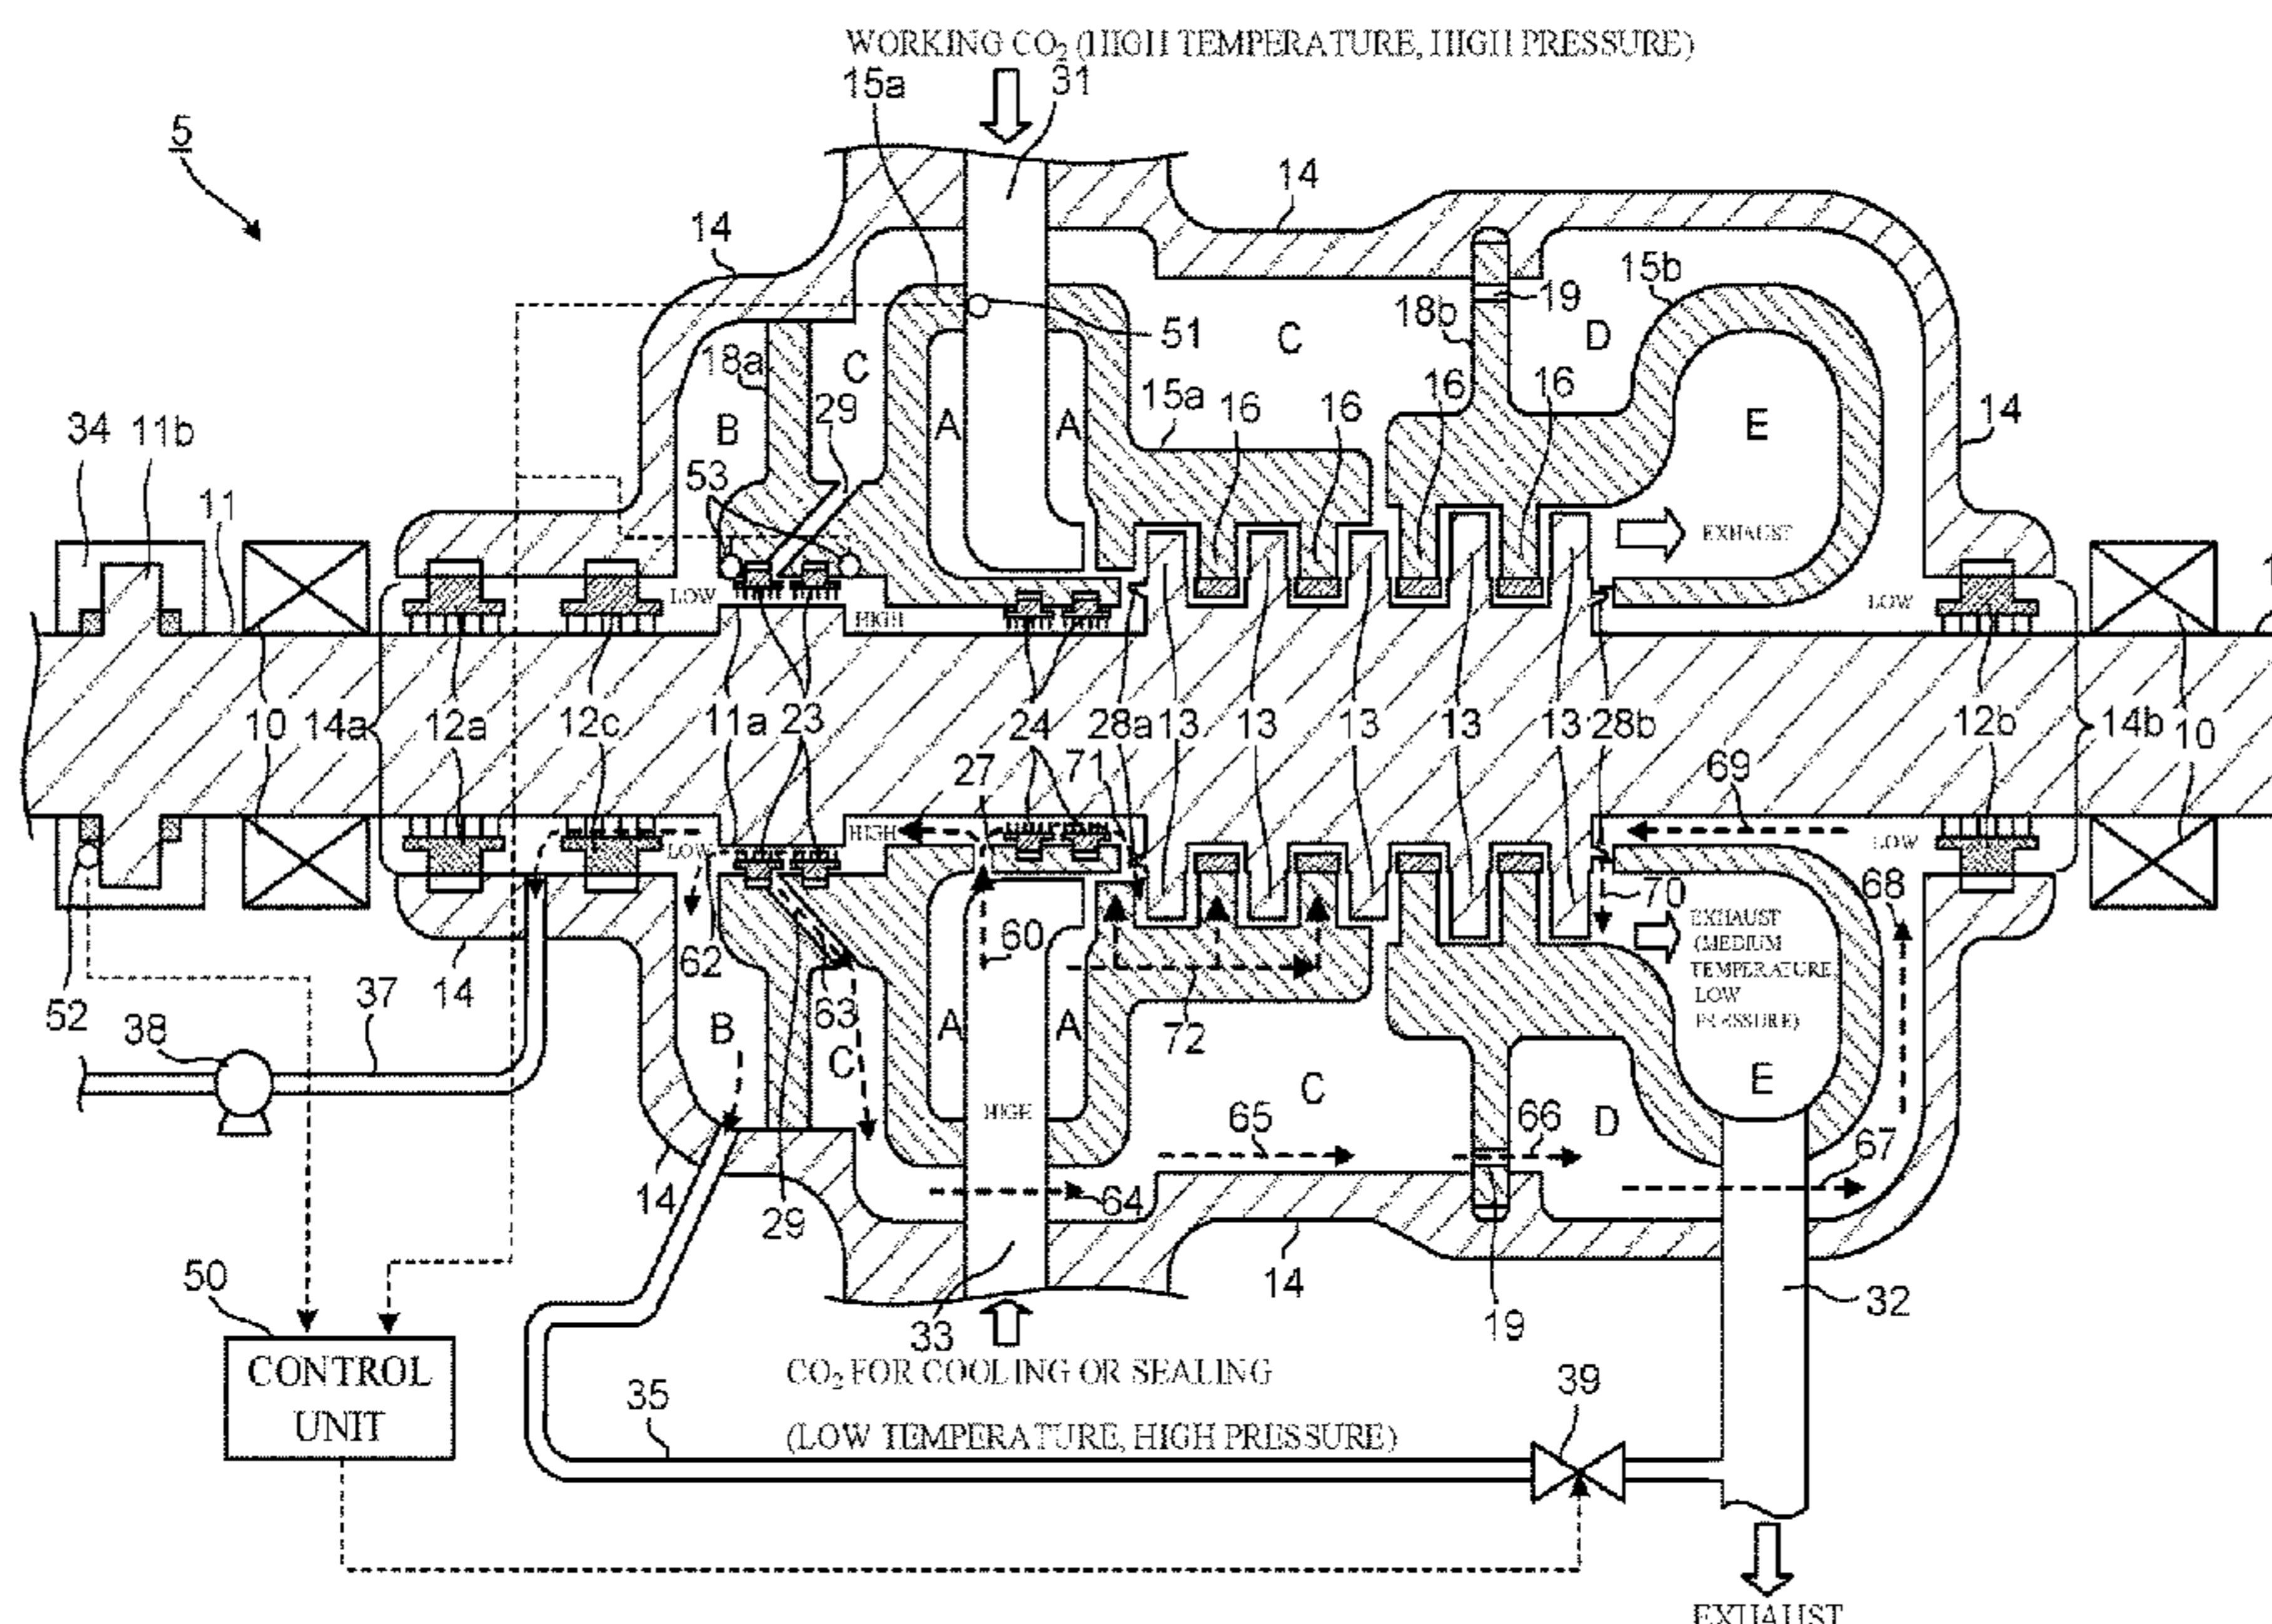 WORKING CO₂ (HIGH TEMPERATURE, HIGH PRESSURE)
15a 31
5
14 14
15b
19
18b
51 C D
18a C
29 15a 16 16 16 16
34 11b B A A E 14
53
11 EXHAUST
LOW HIGH LOW
10 14a 12a 12c 11a 23 24 28a 13 13 13 13 13 28b 12b 14b 10
27 71 69
HIGH
LOW LOW
70 68
EXHAUST
(MEDIUM
TEMPERATURE
LOW
PRESSURE)
62 60
52 14 37 63 72
38 B C A A E
HIGH C
65 66 D 67
14 29 64
50 33 14 19 32
CONTROL
UNIT
CO₂ FOR COOLING OR SEALING
35 39
(LOW TEMPERATURE, HIGH PRESSURE)
EXHAUST